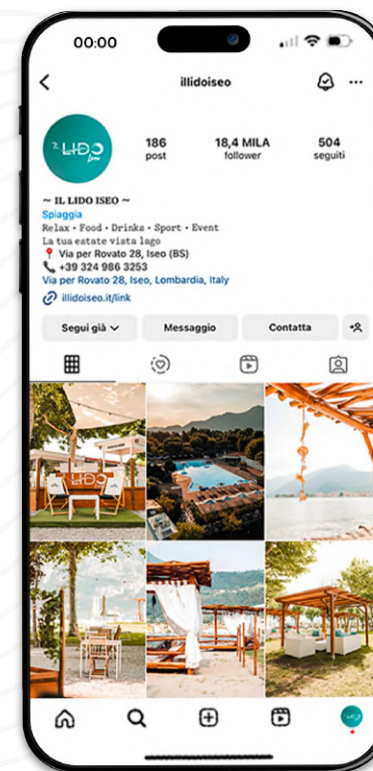 00:00
illidoiseo
IL LIDO
Iseo
186
post
18,4 MILA
follower
504
seguiti
~ IL LIDO ISEO ~
Spiaggia
Relax • Food • Drinks • Sport • Event
La tua estate vista lago
Via per Rovato 28, Iseo (BS)
+39 324 986 3253
Via per Rovato 28, Iseo, Lombardia, Italy
illidoiseo.it/link
Segui già
Messaggio
Contatta
IL LIDO